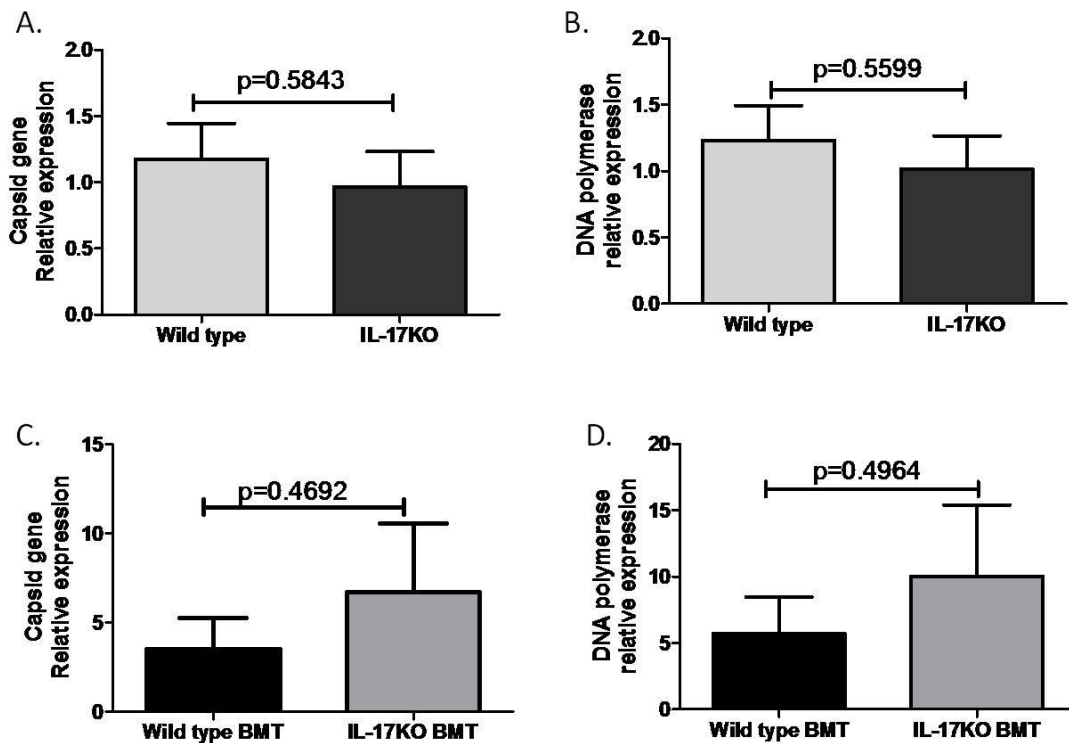 A.
Capsid gene
Relative expression
2.0
1.5
1.0
0.5
0.0
p=0.5843
Wild type
IL-17KO
B.
DNA polymerase
relative expression
2.0
1.5
1.0
0.5
0.0
p=0.5599
Wild type
IL-17KO
C.
Capsid gene
Relative expression
15
10
5
0
p=0.4692
Wild type BMT
IL-17KO BMT
D.
DNA polymerase
relative expression
20
15
10
5
0
p=0.4964
Wild type BMT
IL-17KO BMT